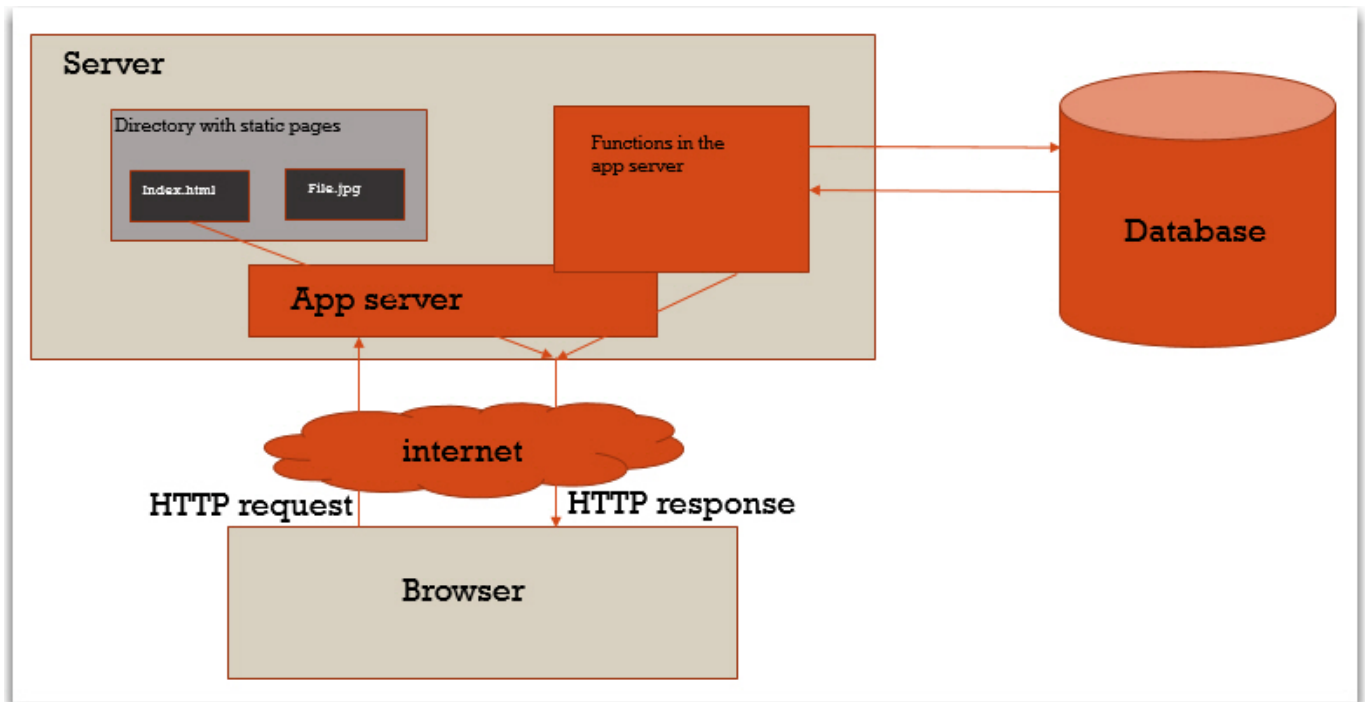 Server
Directory with static pages
Index.html
File.jpg
Functions in the
app server
Database
App server
internet
HTTP request
HTTP response
Browser